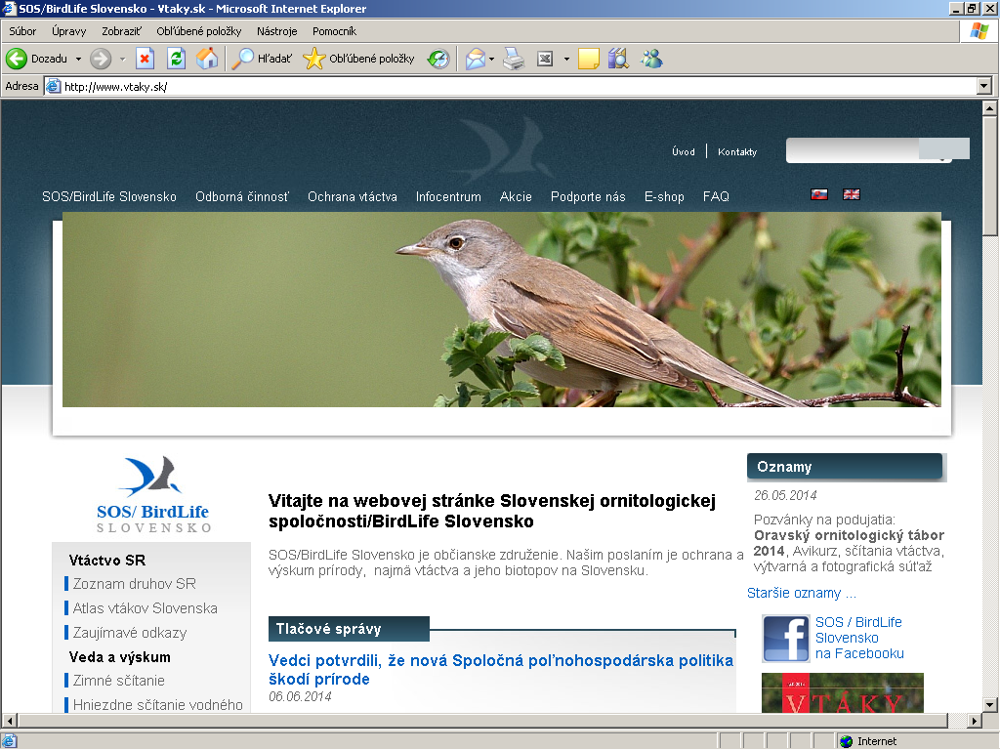 SOS/BirdLife Slovensko - Vtaky.sk - Microsoft Internet Explorer
Súbor Úpravy Zobraziť Obľúbené položky Nástroje Pomocník
Dozadu Hľadať Obľúbené položky
Adresa http://www.vtaky.sk/
Úvod Kontakty
SOS/BirdLife Slovensko Odborná činnosť Ochrana vtáctva Infocentrum Akcie Podporte nás E-shop FAQ
SOS/ BirdLife
SLOVENSKO
Vtáctvo SR
Zoznam druhov SR
Atlas vtákov Slovenska
Zaujímavé odkazy
Veda a výskum
Zimné sčítanie
Hniezdne sčítanie vodného
Vitajte na webovej stránke Slovenskej ornitologickej
spoločnosti/BirdLife Slovensko
SOS/BirdLife Slovensko je občianske združenie. Našim poslaním je ochrana a
výskum prírody, najmä vtáctva a jeho biotopov na Slovensku.
Tlačové správy
Vedci potvrdili, že nová Spoločná poľnohospodárska politika
škodí prírode
06.06.2014
Oznamy
26.05.2014
Pozvánky na podujatia:
Oravský ornitologický tábor
2014, Avikurz, sčítania vtáctva,
výtvarná a fotografická súťaž
Staršie oznamy ...
SOS / BirdLife
Slovensko
na Facebooku
VTÁKY
Internet